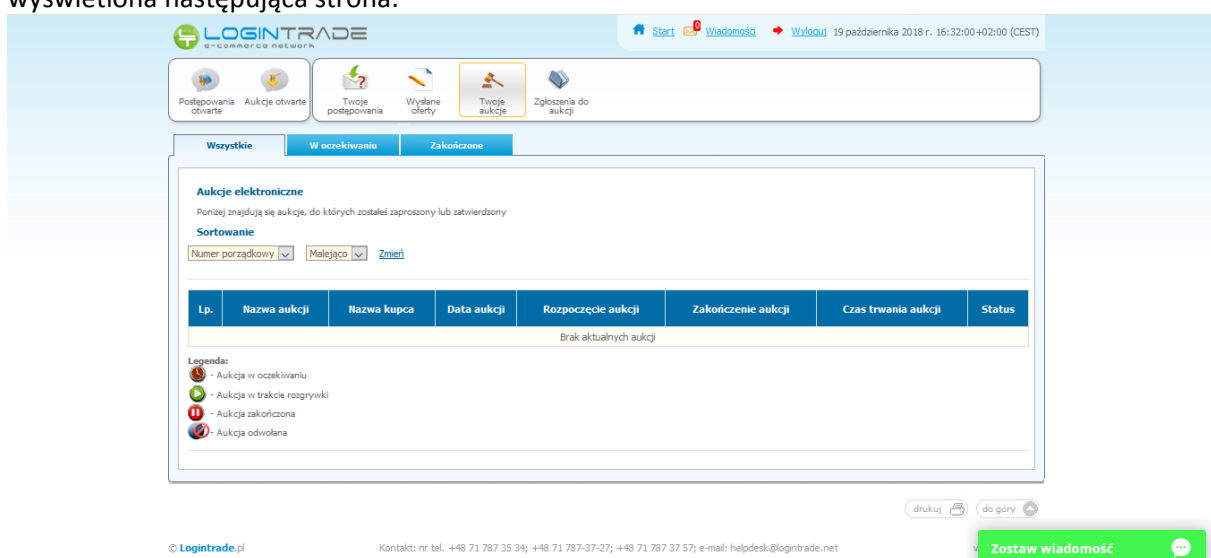 wyświetlona następująca strona:
LOGINTRADE
e-commerce network
Start 0 Wiadomości Wyloguj 19 października 2018 r. 16:32:00+02:00 (CEST)
Postępowania otwarte
Aukcje otwarte
Twoje postępowania
Wysłane oferty
Twoje aukcje
Zgłoszenia do aukcji
Wszystkie W oczekiwaniu Zakończone
Aukcje elektroniczne
Poniżej znajdują się aukcje, do których zostałeś zaproszony lub zatwierdzony
Sortowanie
Numer porządkowy Malejąco Zmień
Lp. Nazwa aukcji Nazwa kupca Data aukcji Rozpoczęcie aukcji Zakończenie aukcji Czas trwania aukcji Status
Brak aktualnych aukcji
Legenda:
- Aukcja w oczekiwaniu
- Aukcja w trakcie rozgrywki
- Aukcja zakończona
- Aukcja odwołana
drukuj do góry
© Logintrade.pl Kontakt: nr tel. +48 71 787 35 34; +48 71 787-37-27; +48 71 787 37 57; e-mail: helpdesk@logintrade.net
Zostaw wiadomość